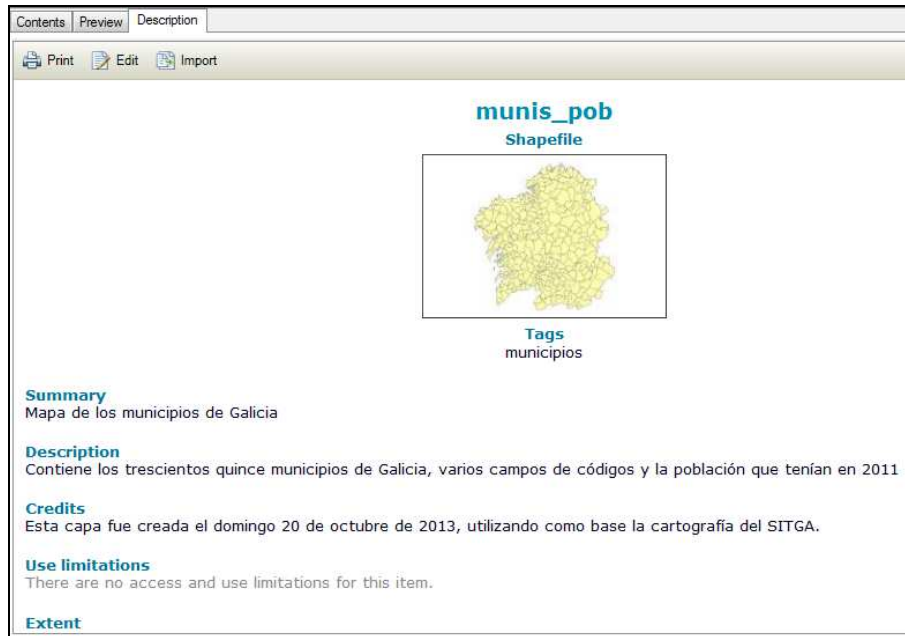 Contents Preview Description
Print Edit Import
munis_pob
Shapefile
Tags
municipios
Summary
Mapa de los municipios de Galicia
Description
Contiene los trescientos quince municipios de Galicia, varios campos de códigos y la población que tenían en 2011
Credits
Esta capa fue creada el domingo 20 de octubre de 2013, utilizando como base la cartografía del SITGA.
Use limitations
There are no access and use limitations for this item.
Extent